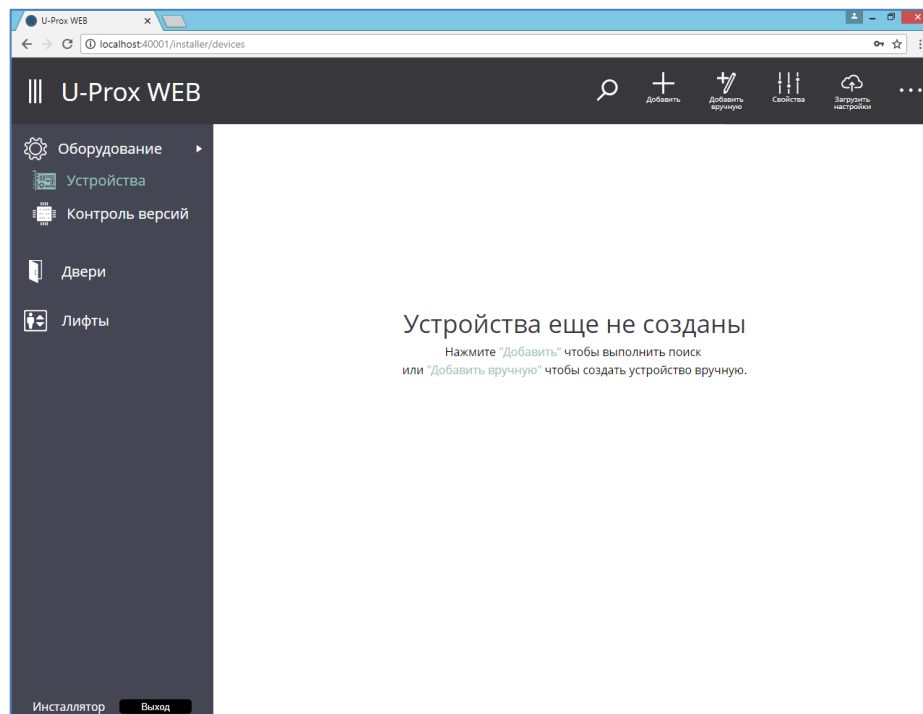 U-Prox WEB
localhost:40001/installer/devices
U-Prox WEB
Добавить
Добавить
вручную
Свойства
Загрузить
настройки
Оборудование
Устройства
Контроль версий
Двери
Лифты
Устройства еще не созданы
Нажмите "Добавить" чтобы выполнить поиск
или "Добавить вручную" чтобы создать устройство вручную.
Инсталлятор
Выход